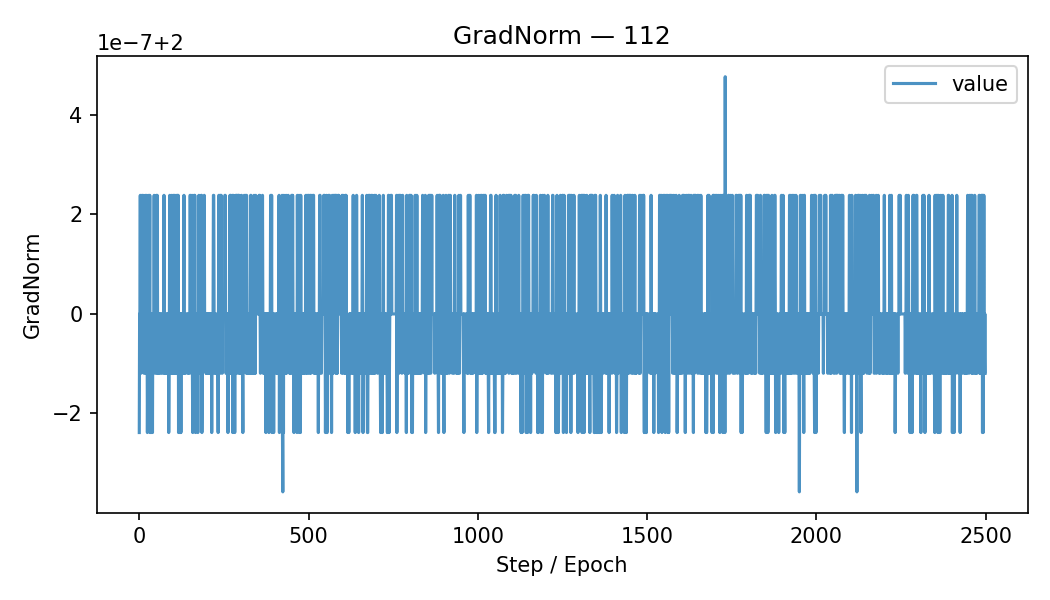 GradNorm — 112
1e−7+2
value
4
2
0
−2
GradNorm
0 500 1000 1500 2000 2500
Step / Epoch